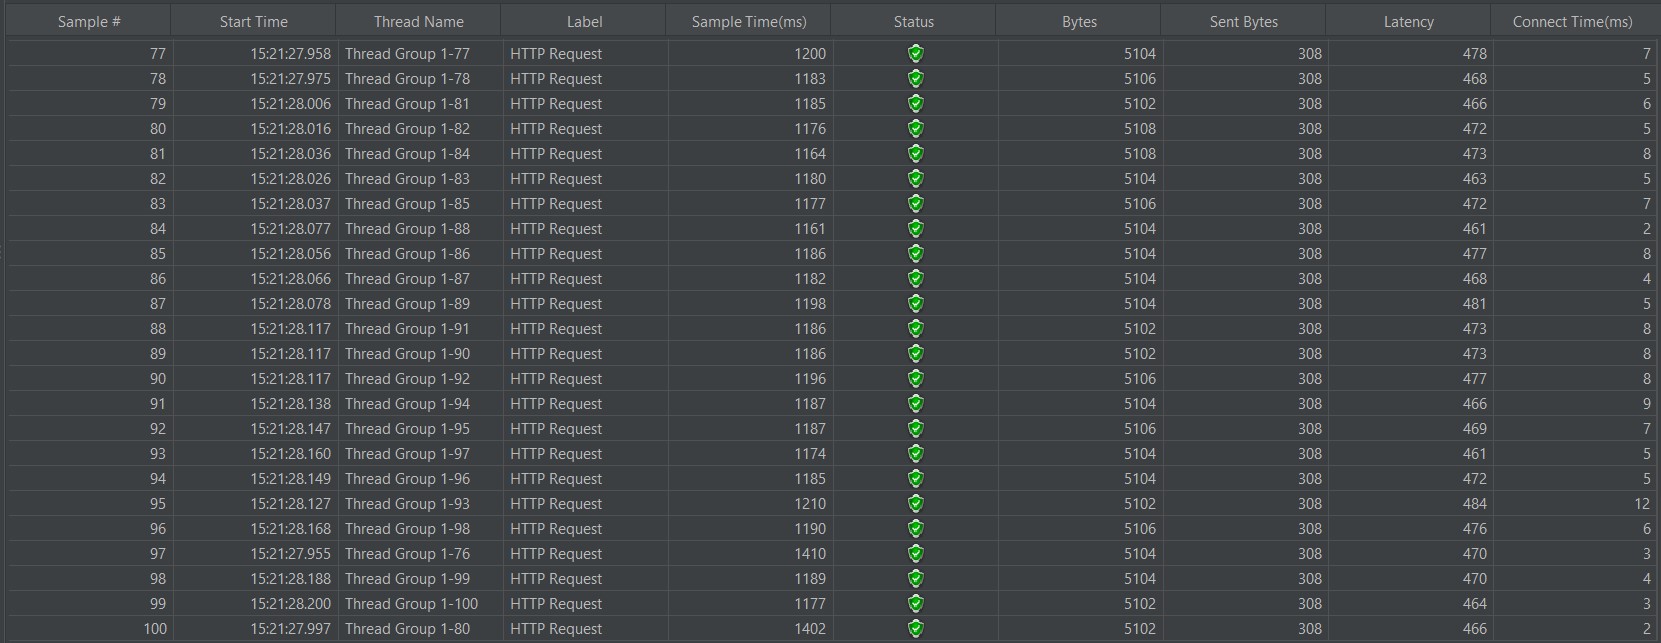 Sample # Start Time Thread Name Label Sample Time(ms) Status Bytes Sent Bytes Latency Connect Time(ms)
77 15:21:27.958 Thread Group 1-77 HTTP Request 1200 5104 308 478 7
78 15:21:27.975 Thread Group 1-78 HTTP Request 1183 5106 308 468 5
79 15:21:28.006 Thread Group 1-81 HTTP Request 1185 5102 308 466 6
80 15:21:28.016 Thread Group 1-82 HTTP Request 1176 5108 308 472 5
81 15:21:28.036 Thread Group 1-84 HTTP Request 1164 5108 308 473 8
82 15:21:28.026 Thread Group 1-83 HTTP Request 1180 5104 308 463 5
83 15:21:28.037 Thread Group 1-85 HTTP Request 1177 5106 308 472 7
84 15:21:28.077 Thread Group 1-88 HTTP Request 1161 5104 308 461 2
85 15:21:28.056 Thread Group 1-86 HTTP Request 1186 5104 308 477 8
86 15:21:28.066 Thread Group 1-87 HTTP Request 1182 5104 308 468 4
87 15:21:28.078 Thread Group 1-89 HTTP Request 1198 5104 308 481 5
88 15:21:28.117 Thread Group 1-91 HTTP Request 1186 5102 308 473 8
89 15:21:28.117 Thread Group 1-90 HTTP Request 1186 5102 308 473 8
90 15:21:28.117 Thread Group 1-92 HTTP Request 1196 5106 308 477 8
91 15:21:28.138 Thread Group 1-94 HTTP Request 1187 5104 308 466 9
92 15:21:28.147 Thread Group 1-95 HTTP Request 1187 5106 308 469 7
93 15:21:28.160 Thread Group 1-97 HTTP Request 1174 5104 308 461 5
94 15:21:28.149 Thread Group 1-96 HTTP Request 1185 5104 308 472 5
95 15:21:28.127 Thread Group 1-93 HTTP Request 1210 5102 308 484 12
96 15:21:28.168 Thread Group 1-98 HTTP Request 1190 5106 308 476 6
97 15:21:27.955 Thread Group 1-76 HTTP Request 1410 5104 308 470 3
98 15:21:28.188 Thread Group 1-99 HTTP Request 1189 5104 308 470 4
99 15:21:28.200 Thread Group 1-100 HTTP Request 1177 5102 308 464 3
100 15:21:27.997 Thread Group 1-80 HTTP Request 1402 5102 308 466 2